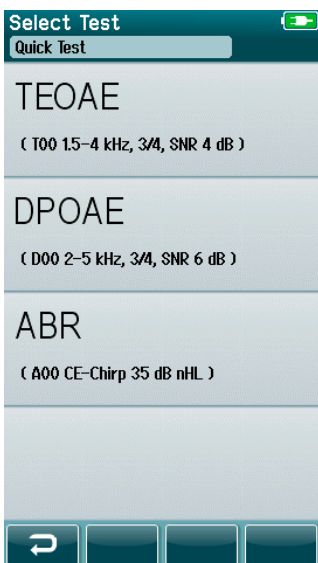 Select Test
Quick Test
TEOAE
( T00 1.5-4 kHz, 3/4, SNR 4 dB )
DPOAE
( D00 2-5 kHz, 3/4, SNR 6 dB )
ABR
( A00 CE-Chirp 35 dB nHL )